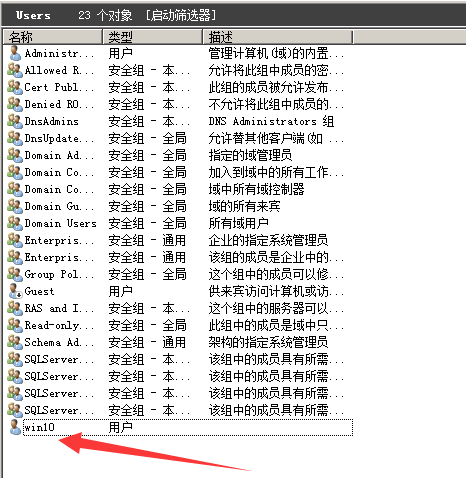 Users 23 个对象 [启动筛选器]
名称 类型 描述
Administr... 用户 管理计算机(域)的内置...
Allowed R... 安全组 - 本... 允许将此组中成员的密...
Cert Publ... 安全组 - 本... 此组的成员被允许发布...
Denied RO... 安全组 - 本... 不允许将此组中成员的...
DnsAdmins 安全组 - 本... DNS Administrators 组
DnsUpdate... 安全组 - 全局 允许替其他客户端(如 ...
Domain Ad... 安全组 - 全局 指定的域管理员
Domain Co... 安全组 - 全局 加入到域中的所有工作...
Domain Co... 安全组 - 全局 域中所有域控制器
Domain Gu... 安全组 - 全局 域的所有来宾
Domain Users 安全组 - 全局 所有域用户
Enterpris... 安全组 - 通用 企业的指定系统管理员
Enterpris... 安全组 - 通用 该组的成员是企业中的...
Group Pol... 安全组 - 全局 这个组中的成员可以修...
Guest 用户 供来宾访问计算机或访...
RAS and I... 安全组 - 本... 这个组中的服务器可以...
Read-only... 安全组 - 全局 此组中的成员是域中只...
Schema Ad... 安全组 - 通用 架构的指定系统管理员
SQLServer... 安全组 - 本... 该组中的成员具有所需...
SQLServer... 安全组 - 本... 该组中的成员具有所需...
SQLServer... 安全组 - 本... 该组中的成员具有所需...
SQLServer... 安全组 - 本... 该组中的成员具有所需...
win10 用户